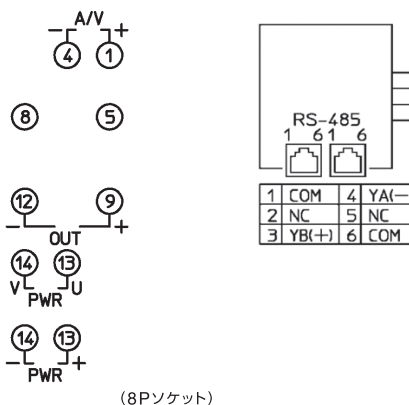 A/V
− +
4 1
8 5
12 9
− OUT +
14 13
V PWR U
14 13
− PWR +
(8Pソケット)
RS-485
1 6 1 6
1 COM 4 YA(−
2 NC 5 NC
3 YB(+) 6 COM